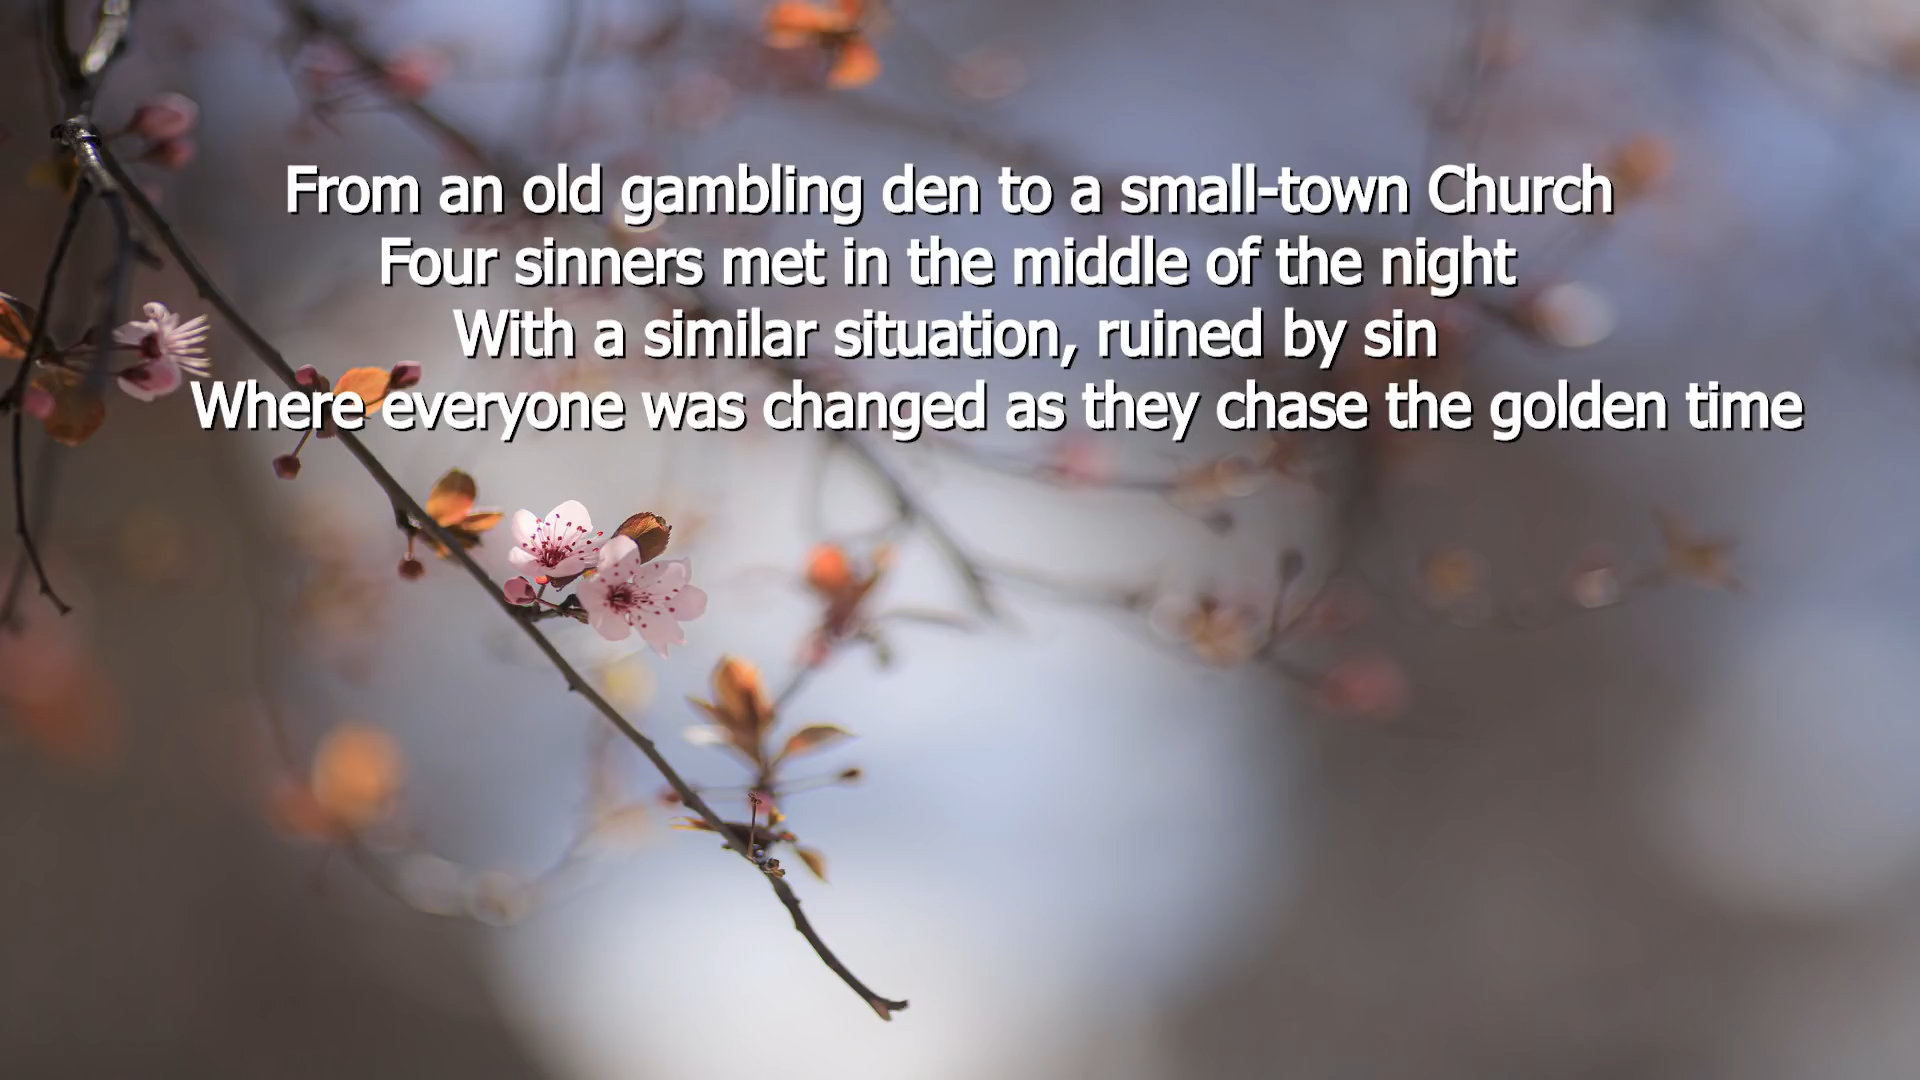 From an old gambling den to a small-town Church
Four sinners met in the middle of the night
With a similar situation, ruined by sin
Where everyone was changed as they chase the golden time